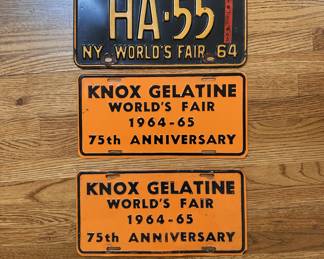 HA·55
NY·WORLD'S FAIR 64
KNOX GELATINE
WORLD'S FAIR
1964-65
75th ANNIVERSARY
KNOX GELATINE
WORLD'S FAIR
1964-65
75th ANNIVERSARY